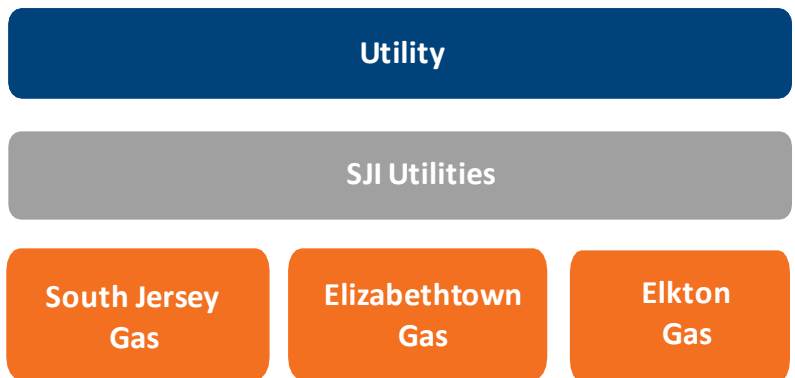 Utility
SJI Utilities
South Jersey
Gas
Elizabethtown
Gas
Elkton
Gas